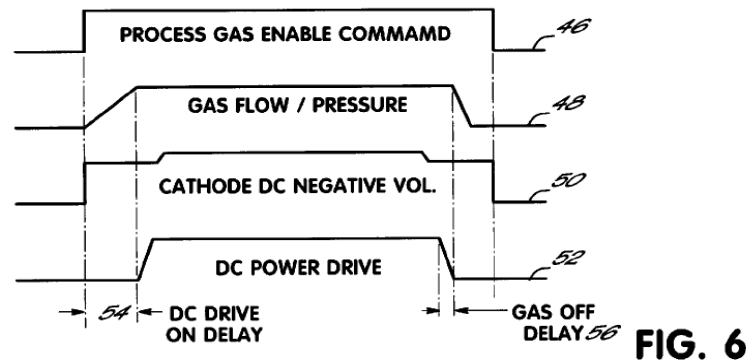 PROCESS GAS ENABLE COMMAMD 46
GAS FLOW / PRESSURE 48
CATHODE DC NEGATIVE VOL. 50
DC POWER DRIVE 52
54 DC DRIVE
ON DELAY
GAS OFF
DELAY 56
FIG. 6